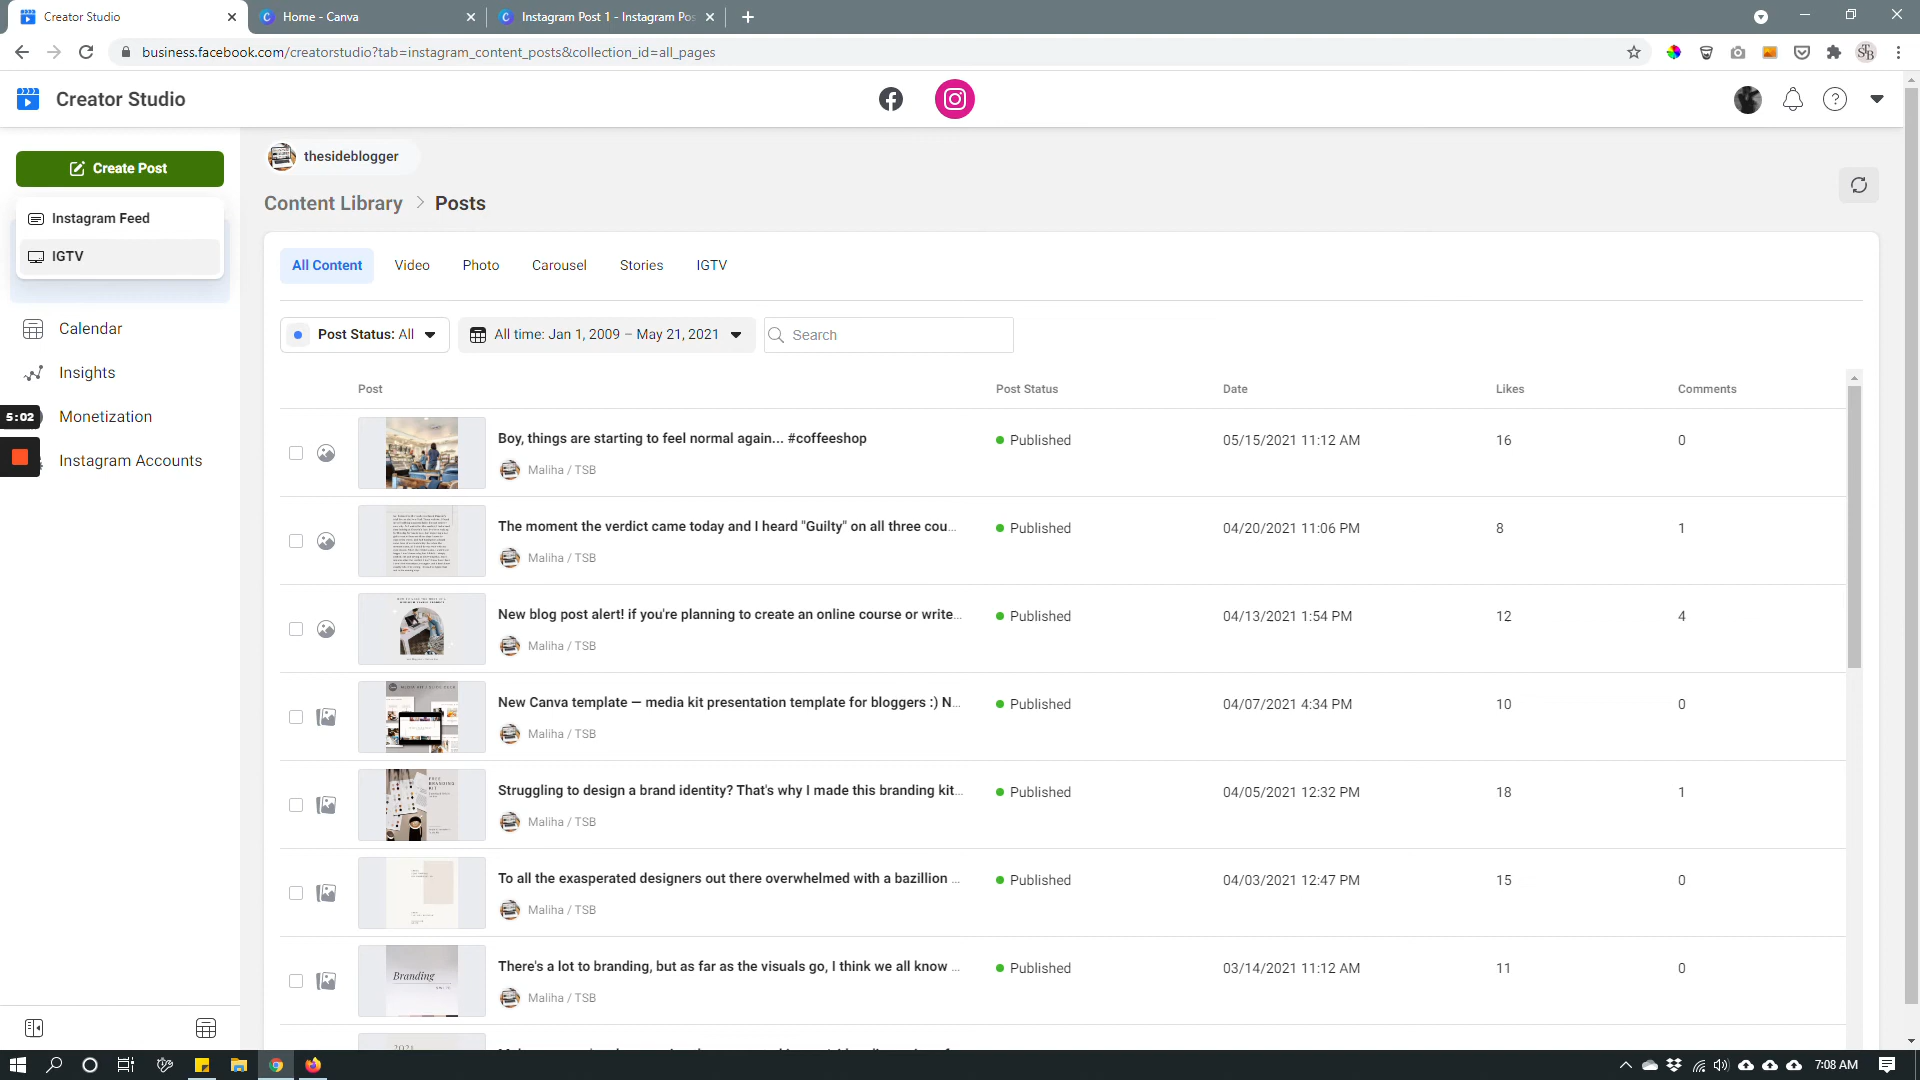 Creator Studio
Home - Canva
Instagram Post 1 - Instagram Pos
business.facebook.com/creatorstudio?tab=instagram_content_posts&collection_id=all_pages
Creator Studio
Create Post
Instagram Feed
IGTV
Calendar
Insights
5:02
Monetization
Instagram Accounts
thesideblogger
Content Library > Posts
All Content
Video
Photo
Carousel
Stories
IGTV
Post Status: All
All time: Jan 1, 2009 – May 21, 2021
Search
Post
Post Status
Date
Likes
Comments
Boy, things are starting to feel normal again... #coffeeshop
Maliha / TSB
Published
05/15/2021 11:12 AM
16
0
The moment the verdict came today and I heard "Guilty" on all three cou...
Maliha / TSB
Published
04/20/2021 11:06 PM
8
1
New blog post alert! if you're planning to create an online course or write...
Maliha / TSB
Published
04/13/2021 1:54 PM
12
4
New Canva template — media kit presentation template for bloggers :) N...
Maliha / TSB
Published
04/07/2021 4:34 PM
10
0
FREE
BRANDING
KIT
Struggling to design a brand identity? That's why I made this branding kit...
Maliha / TSB
Published
04/05/2021 12:32 PM
18
1
To all the exasperated designers out there overwhelmed with a bazillion ...
Maliha / TSB
Published
04/03/2021 12:47 PM
15
0
Branding
There's a lot to branding, but as far as the visuals go, I think we all know ...
Maliha / TSB
Published
03/14/2021 11:12 AM
11
0
2021
7:08 AM